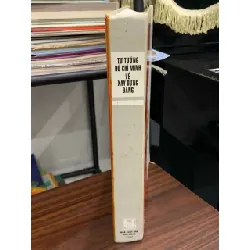 TƯ TƯỞNG
HỒ CHÍ MINH
VỀ
XÂY DỰNG
ĐẢNG